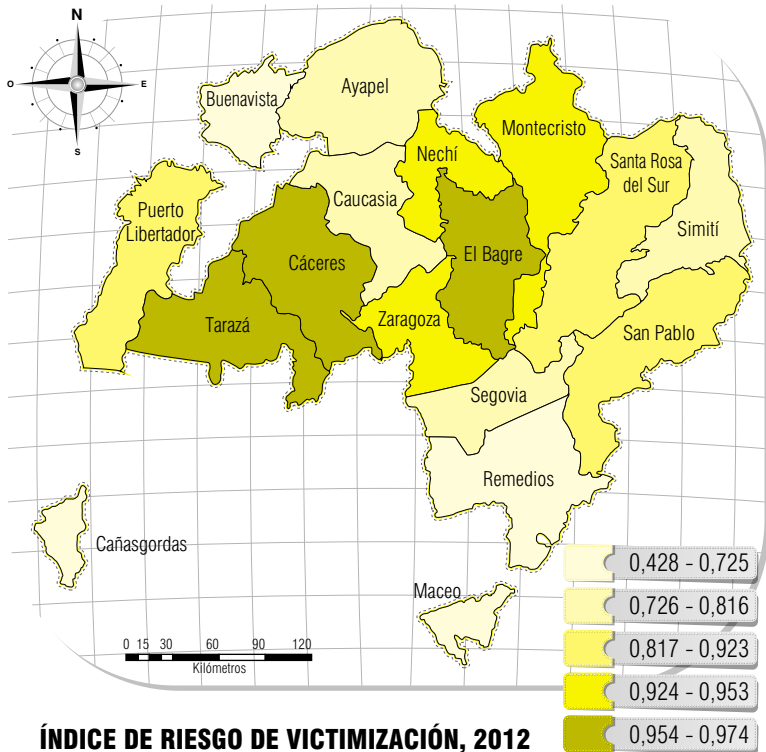 N
O
E
S
Buenavista
Ayapel
Montecristo
Nechí
Santa Rosa
del Sur
Caucasia
Puerto
Libertador
Simití
Cáceres
El Bagre
Tarazá
Zaragoza
San Pablo
Segovia
Remedios
Cañasgordas
Maceo
0 15 30 60 90 120
Kilómetros
0,428 - 0,725
0,726 - 0,816
0,817 - 0,923
0,924 - 0,953
0,954 - 0,974
ÍNDICE DE RIESGO DE VICTIMIZACIÓN, 2012